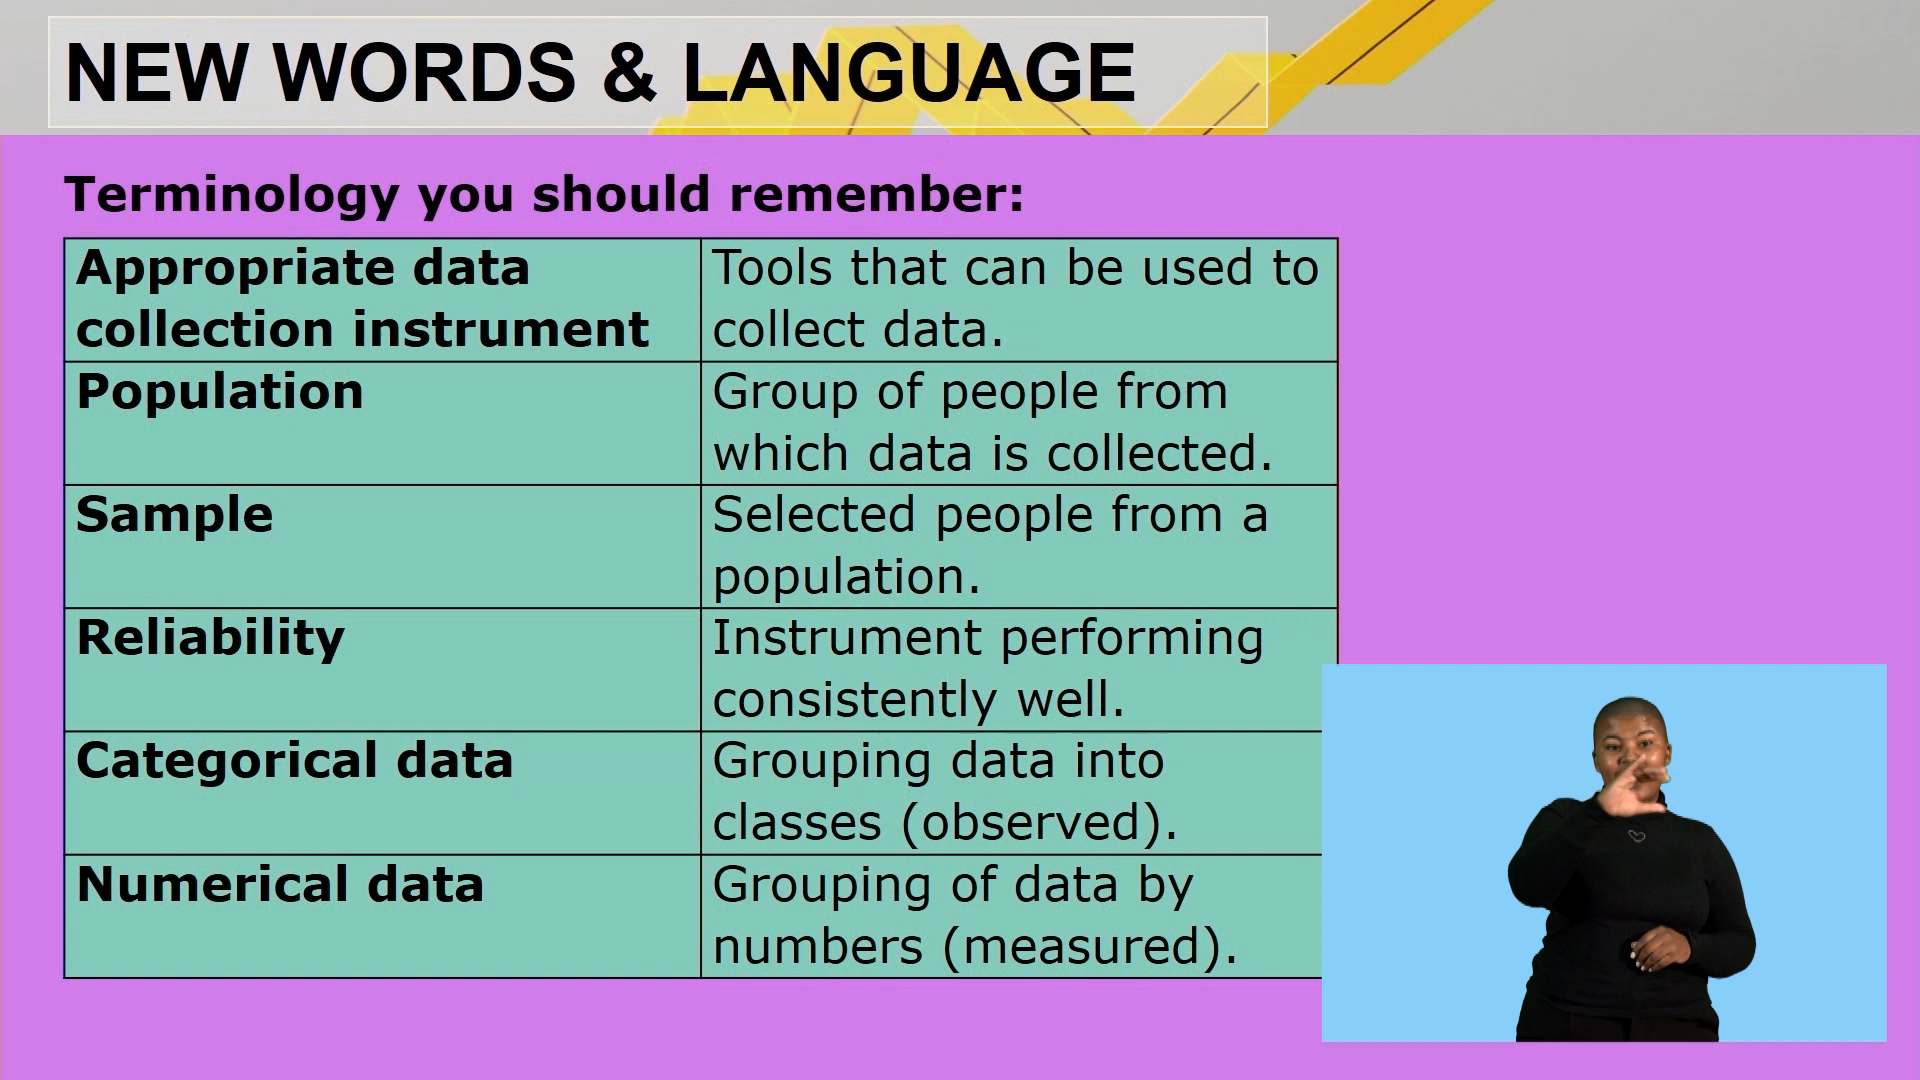 NEW WORDS & LANGUAGE
Terminology you should remember:
Appropriate data
collection instrument
Tools that can be used to
collect data.
Population
Group of people from
which data is collected.
Sample
Selected people from a
population.
Reliability
Instrument performing
consistently well.
Categorical data
Grouping data into
classes (observed).
Numerical data
Grouping of data by
numbers (measured).